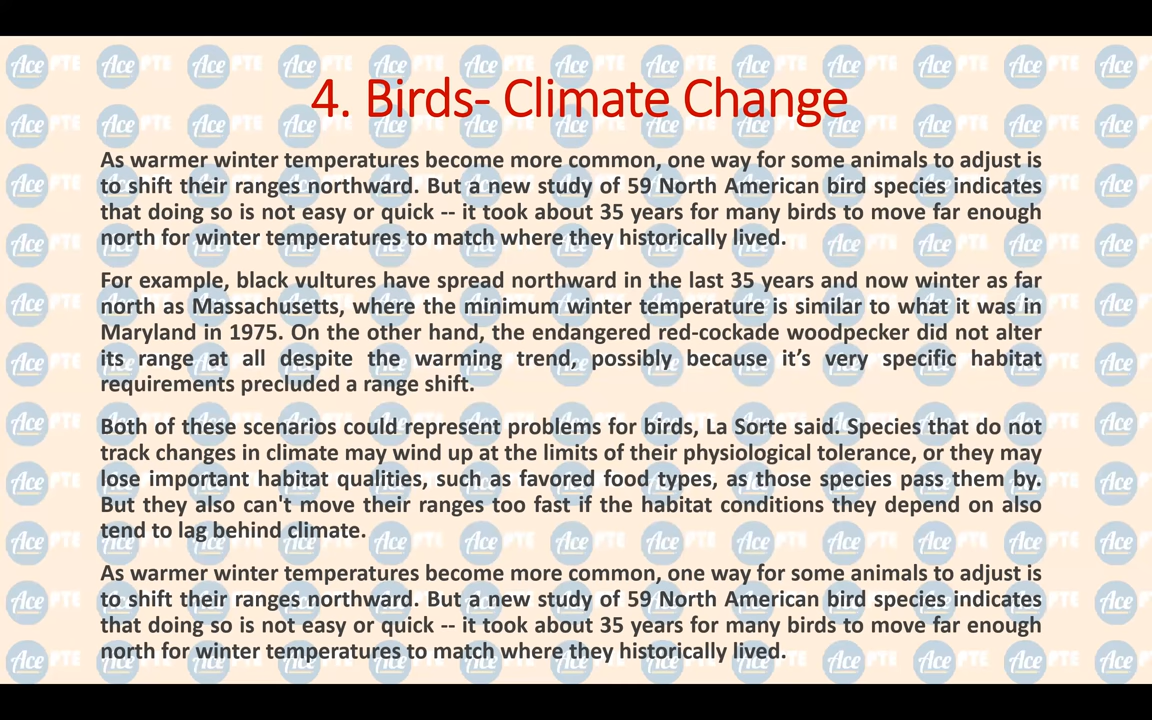 4. Birds- Climate Change
As warmer winter temperatures become more common, one way for some animals to adjust is
to shift their ranges northward. But a new study of 59 North American bird species indicates
that doing so is not easy or quick -- it took about 35 years for many birds to move far enough
north for winter temperatures to match where they historically lived.
For example, black vultures have spread northward in the last 35 years and now winter as far
north as Massachusetts, where the minimum winter temperature is similar to what it was in
Maryland in 1975. On the other hand, the endangered red-cockade woodpecker did not alter
its range at all despite the warming trend, possibly because it’s very specific habitat
requirements precluded a range shift.
Both of these scenarios could represent problems for birds, La Sorte said. Species that do not
track changes in climate may wind up at the limits of their physiological tolerance, or they may
lose important habitat qualities, such as favored food types, as those species pass them by.
But they also can't move their ranges too fast if the habitat conditions they depend on also
tend to lag behind climate.
As warmer winter temperatures become more common, one way for some animals to adjust is
to shift their ranges northward. But a new study of 59 North American bird species indicates
that doing so is not easy or quick -- it took about 35 years for many birds to move far enough
north for winter temperatures to match where they historically lived.